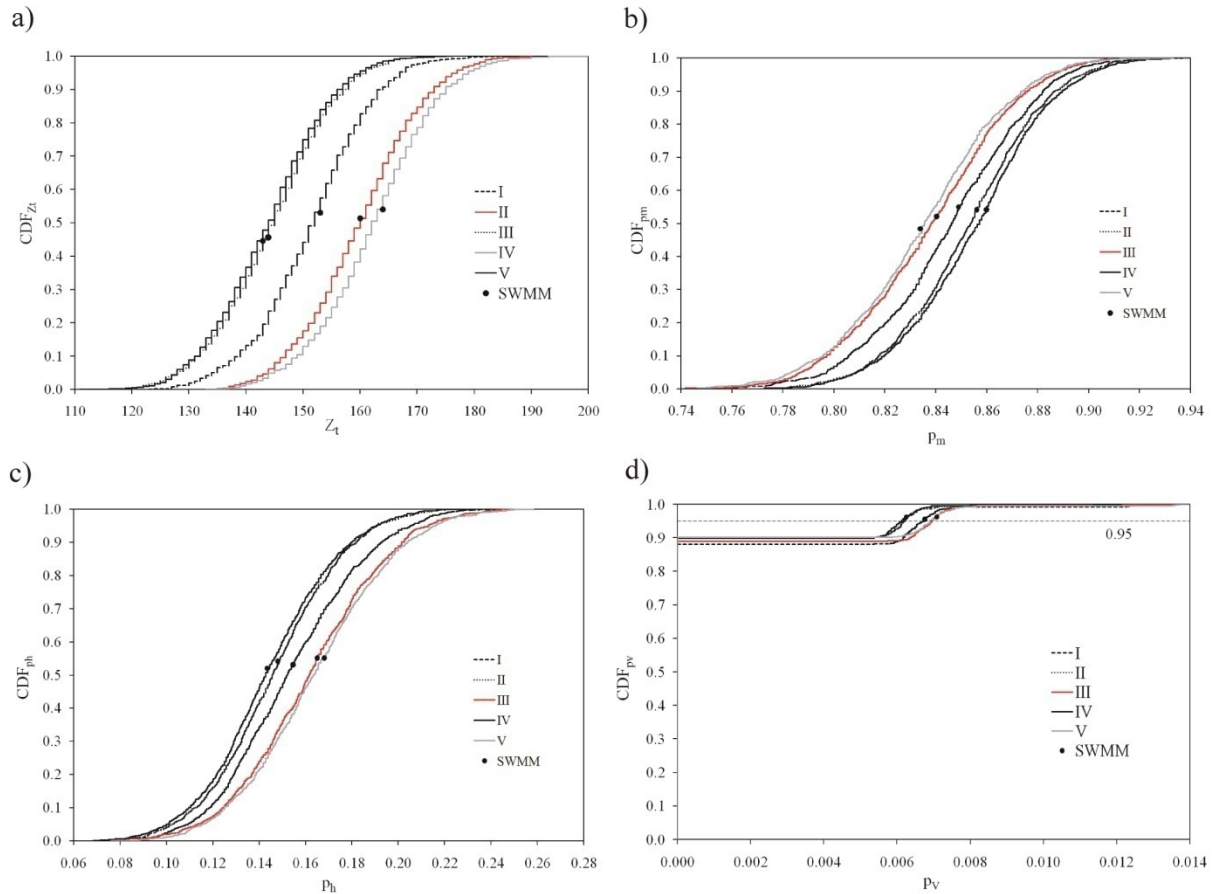 a)
1.0
0.9
0.8
0.7
0.6
0.5
0.4
0.3
0.2
0.1
0.0
CDF_Zt
110 120 130 140 150 160 170 180 190 200
Z_t
I
II
III
IV
V
SWMM
b)
1.0
0.9
0.8
0.7
0.6
0.5
0.4
0.3
0.2
0.1
0.0
CDF_pm
0.74 0.76 0.78 0.80 0.82 0.84 0.86 0.88 0.90 0.92 0.94
p_m
I
II
III
IV
V
SWMM
c)
1.0
0.9
0.8
0.7
0.6
0.5
0.4
0.3
0.2
0.1
0.0
CDF_ph
0.06 0.08 0.10 0.12 0.14 0.16 0.18 0.20 0.22 0.24 0.26 0.28
p_h
I
II
III
IV
V
SWMM
d)
1.0
0.9
0.8
0.7
0.6
0.5
0.4
0.3
0.2
0.1
0.0
CDF_pv
0.95
0.000 0.002 0.004 0.006 0.008 0.010 0.012 0.014
p_V
I
II
III
IV
V
SWMM